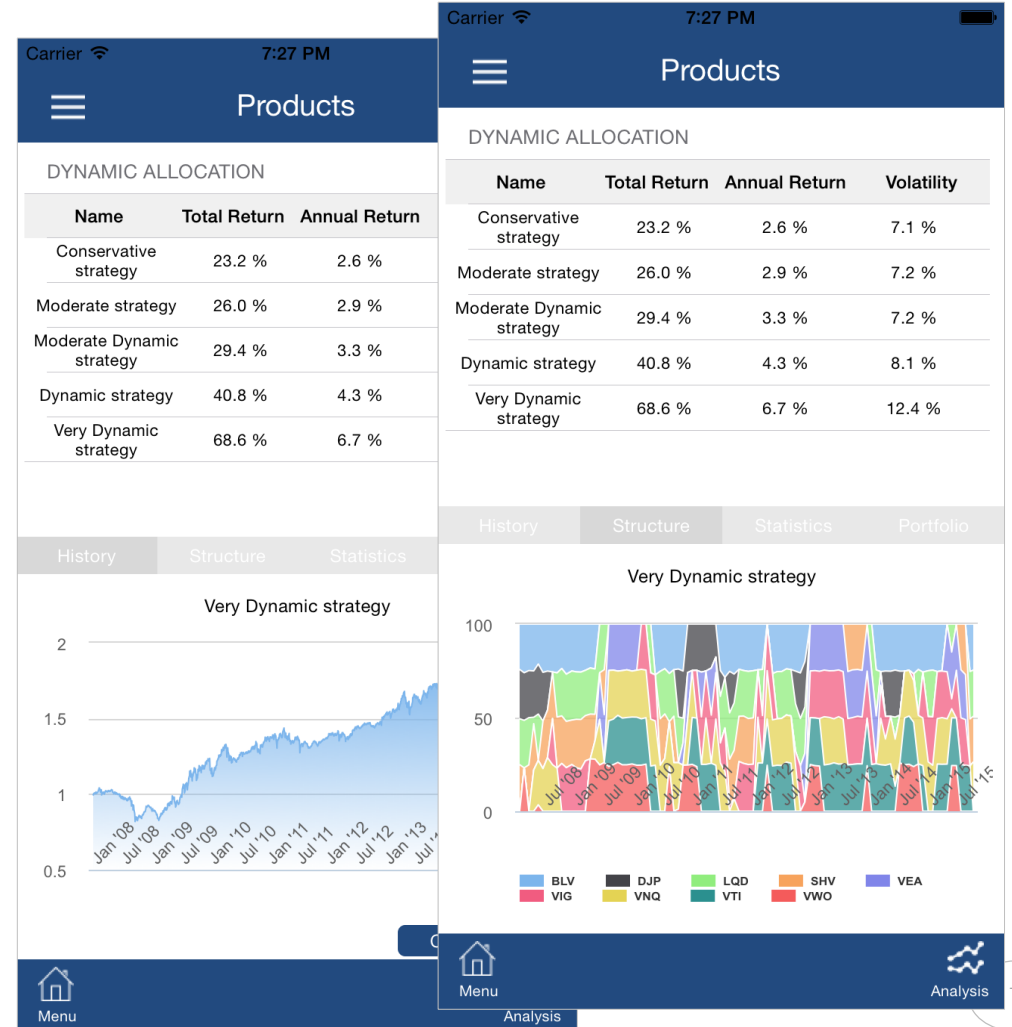 Carrier 7:27 PM
Products
DYNAMIC ALLOCATION
Name Total Return Annual Return
Conservative
strategy 23.2 % 2.6 %
Moderate strategy 26.0 % 2.9 %
Moderate Dynamic
strategy 29.4 % 3.3 %
Dynamic strategy 40.8 % 4.3 %
Very Dynamic
strategy 68.6 % 6.7 %
History Structure Statistics
Very Dynamic strategy
2
1.5
1
0.5
Jan '08 Jul '08 Jan '09 Jul '09 Jan '10 Jul '10 Jan '11 Jul '11 Jan '12 Jul '12 Jan '13
Menu Analysis
Carrier 7:27 PM
Products
DYNAMIC ALLOCATION
Name Total Return Annual Return Volatility
Conservative
strategy 23.2 % 2.6 % 7.1 %
Moderate strategy 26.0 % 2.9 % 7.2 %
Moderate Dynamic
strategy 29.4 % 3.3 % 7.2 %
Dynamic strategy 40.8 % 4.3 % 8.1 %
Very Dynamic
strategy 68.6 % 6.7 % 12.4 %
History Structure Statistics Portfolio
Very Dynamic strategy
100
50
0
Jul '08 Jan '09 Jul '09 Jan '10 Jul '10 Jan '11 Jul '11 Jan '12 Jul '12 Jan '13 Jul '13 Jan '14 Jul '14 Jan '15 Jul '15
BLV DJP LQD SHV VEA
VIG VNQ VTI VWO
Menu Analysis